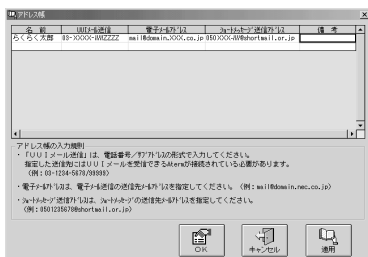 アドレス帳
名 前 UUIメール送信 電子メールアドレス ショートメッセージ送信アドレス 備 考
らくらく太郎 03-XXXX-WWZZZZ mail@domain.XXX.co.jp 050XXX-WW@shortmail.or.jp
アドレス帳の入力規則
・「UUIメール送信」は、電話番号/サブアドレスの形式で入力してください。
指定した送信先にはUUIメールを受信できるAtermが接続されている必要があります。
(例:03-1234-5678/99999)
・電子メールアドレスは、電子メール送信の送信先メールアドレスを指定してください。 (例:mail@domain.nec.co.jp)
・ショートメッセージ送信アドレスは、ショートメッセージの送信先メールアドレスを指定してください。
(例:05012356789@shortmail.or.jp)
OK キャンセル 適用